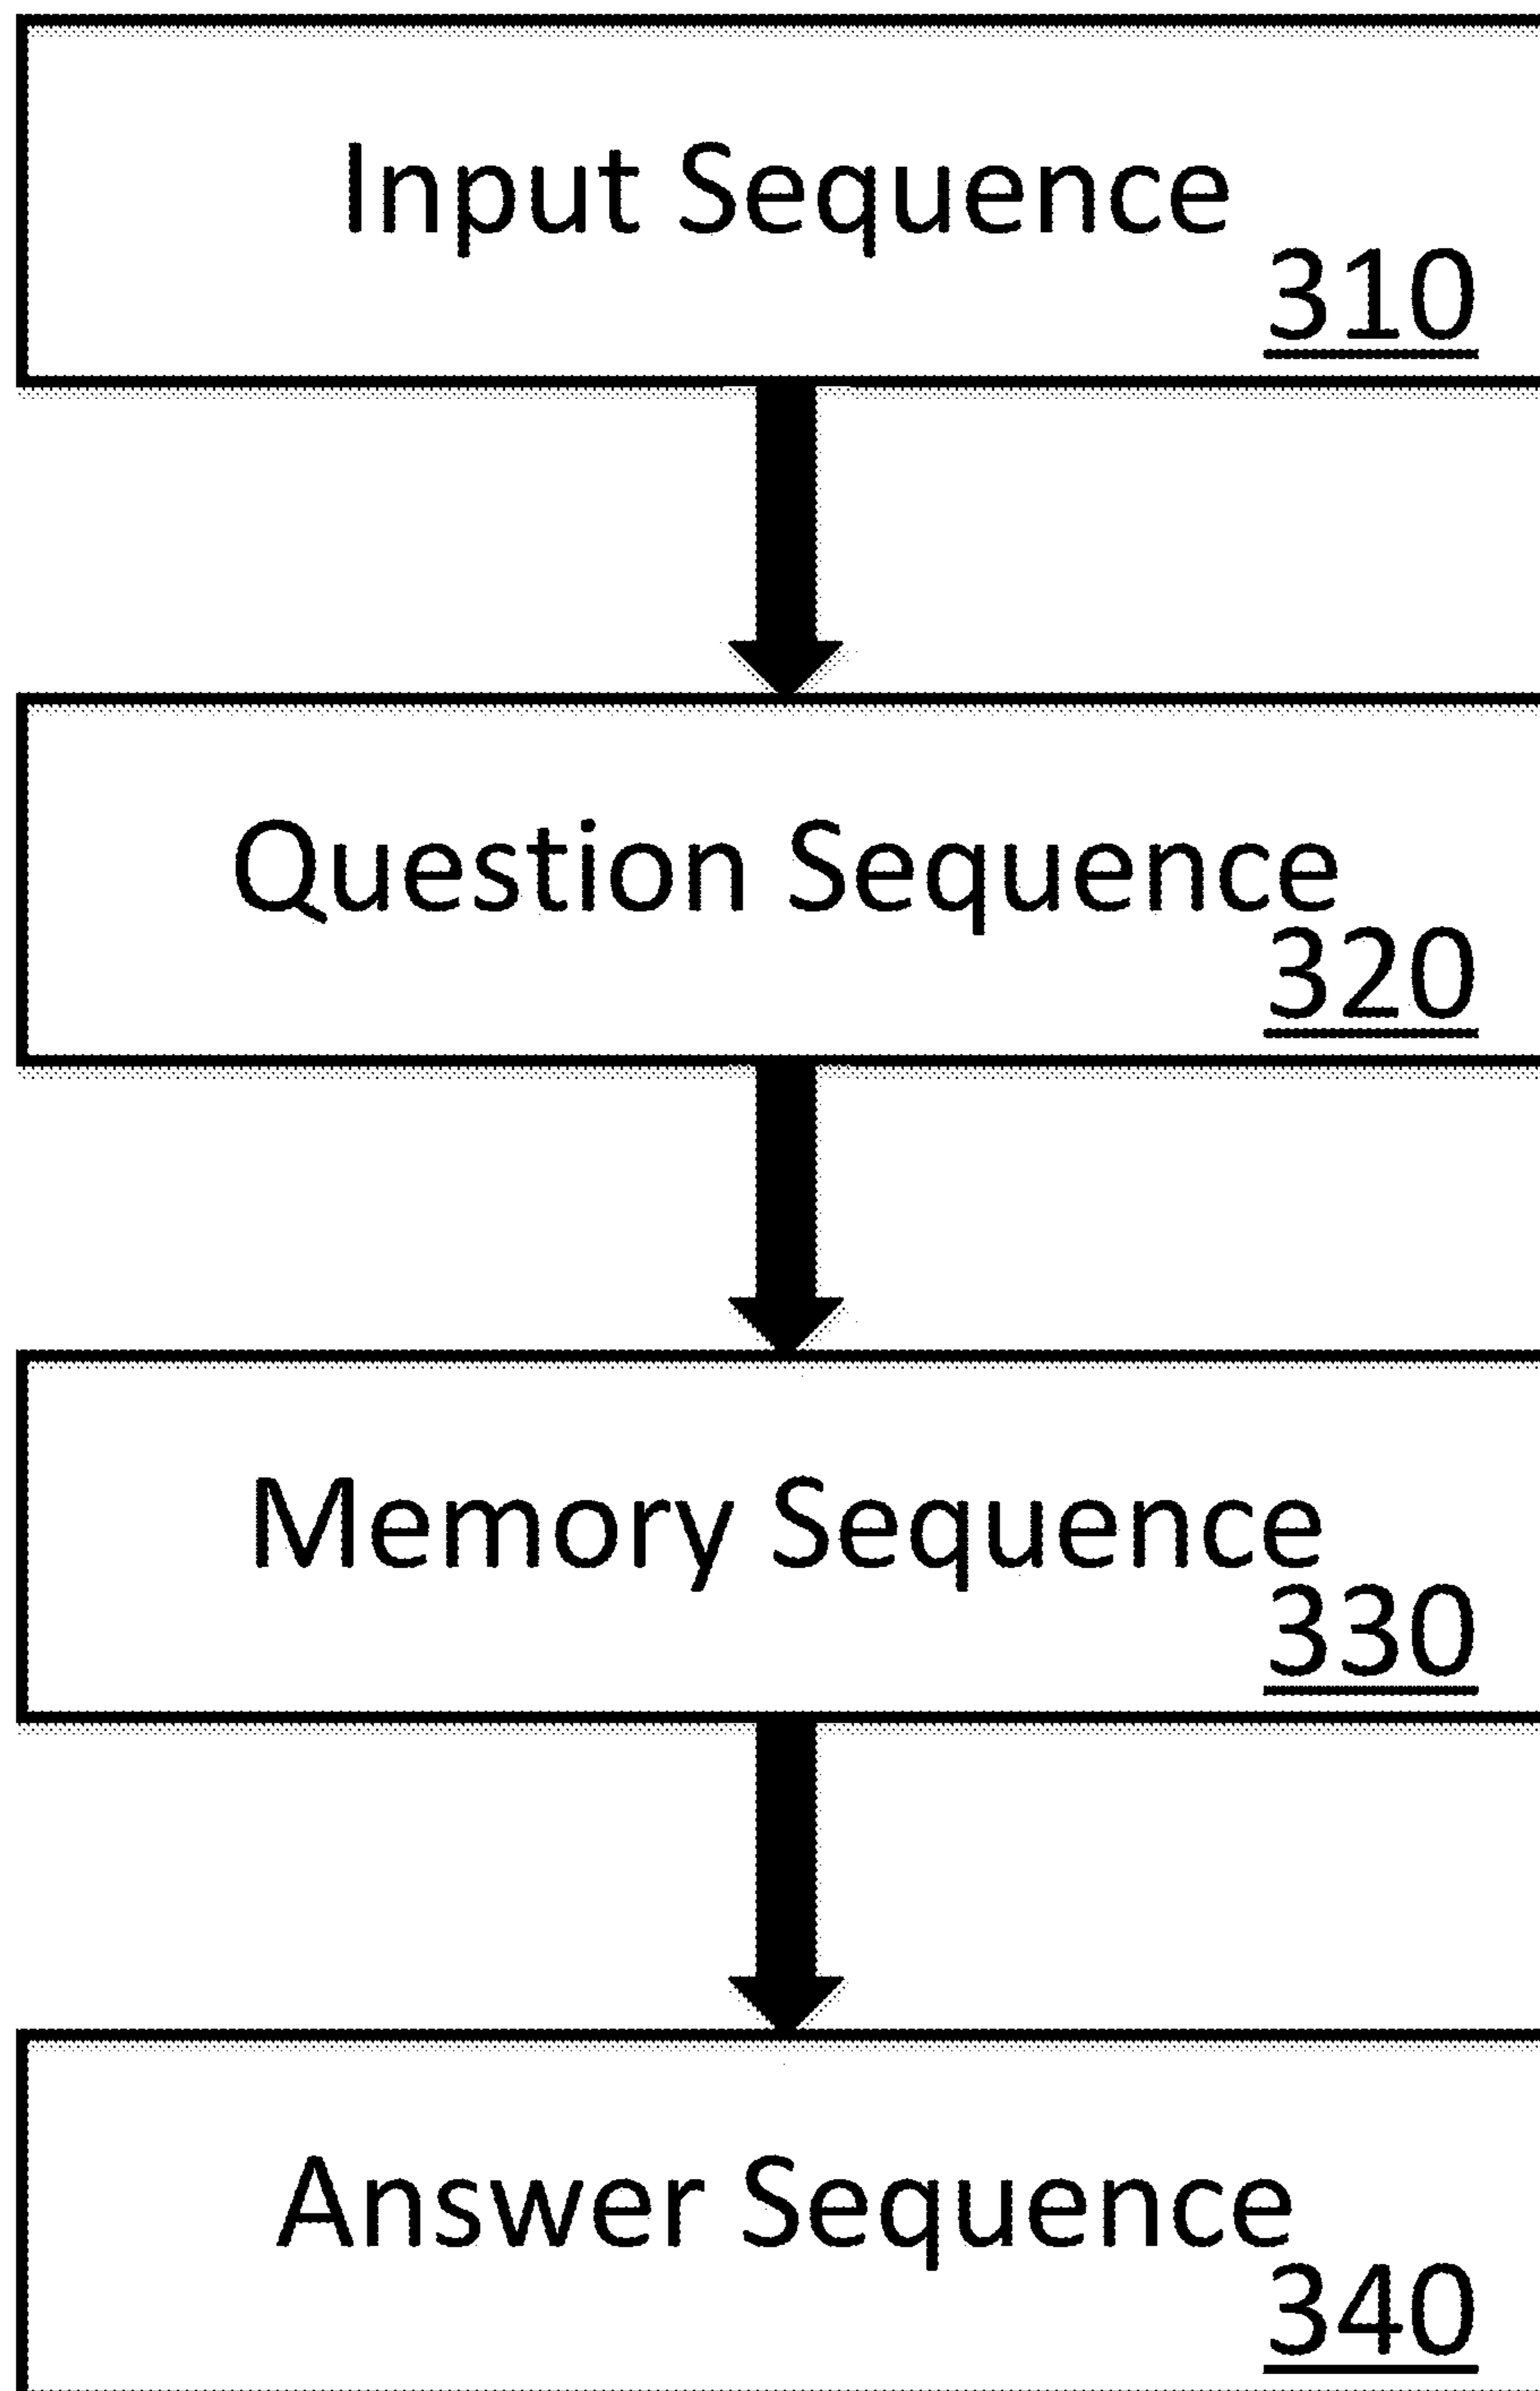 Input Sequence
310
Question Sequence
320
Memory Sequence
330
Answer Sequence
340